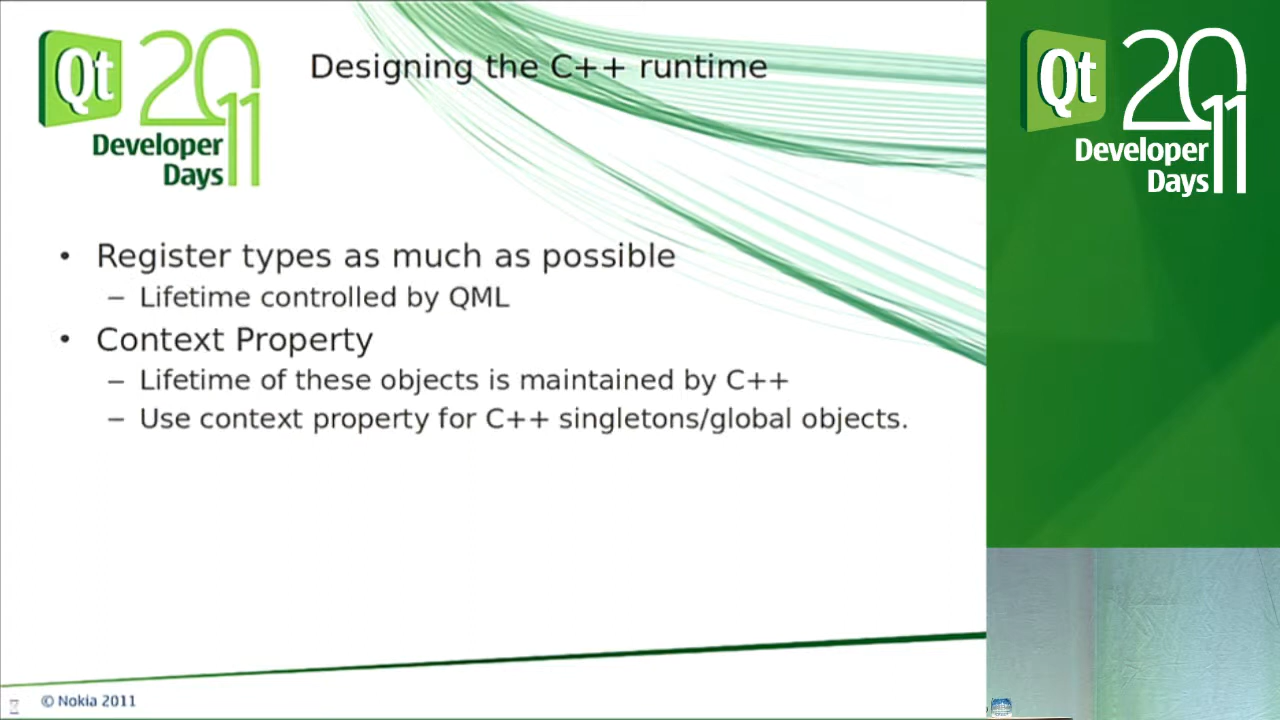 Qt 2011
Developer
Days
Designing the C++ runtime
• Register types as much as possible
– Lifetime controlled by QML
• Context Property
– Lifetime of these objects is maintained by C++
– Use context property for C++ singletons/global objects.
© Nokia 2011
Qt 2011
Developer
Days